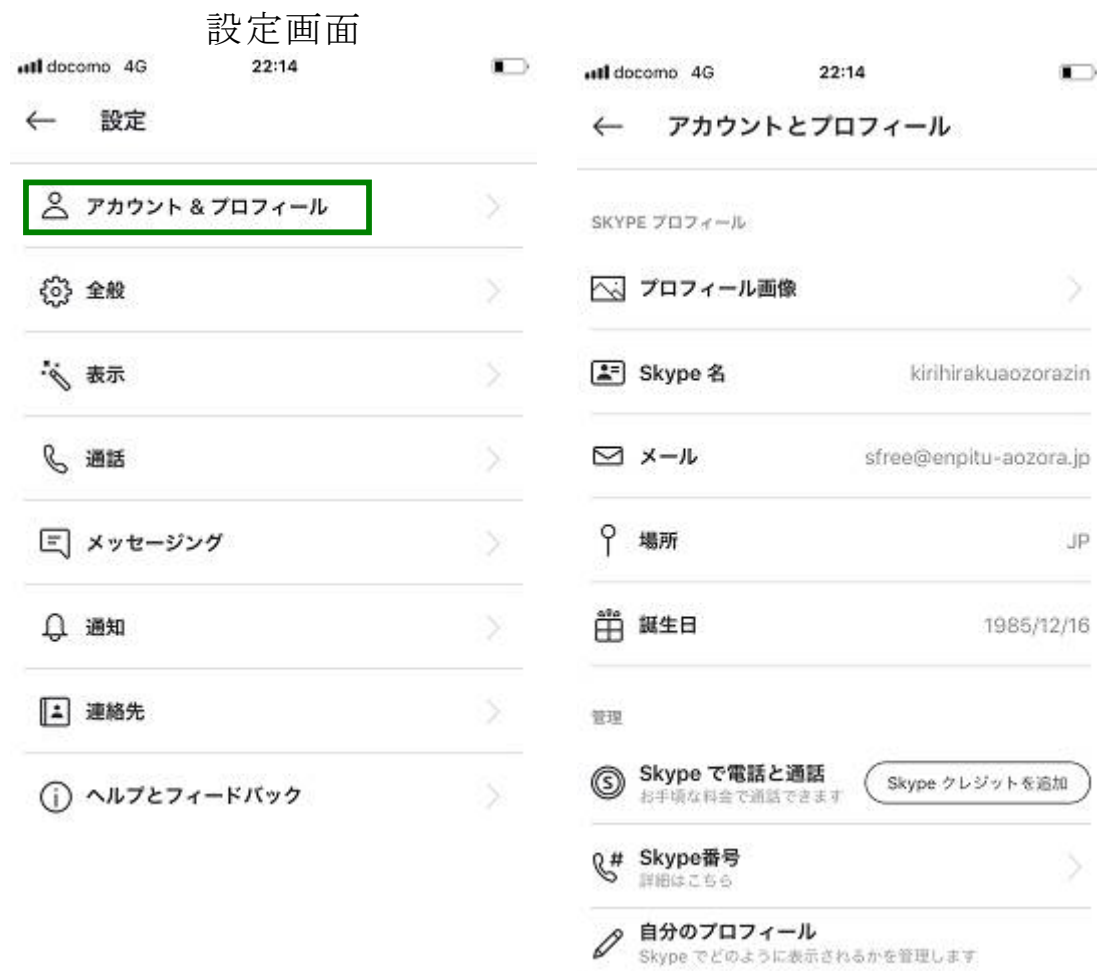 設定画面
docomo 4G 22:14
設定
アカウント & プロフィール
全般
表示
通話
メッセージング
通知
連絡先
ヘルプとフィードバック
docomo 4G 22:14
アカウントとプロフィール
SKYPE プロフィール
プロフィール画像
Skype 名 kirihirakuaozorazin
メール sfree@enpitu-aozora.jp
場所 JP
誕生日 1985/12/16
管理
Skype で電話と通話 Skype クレジットを追加
お手頃な料金で通話できます
Skype番号
詳細はこちら
自分のプロフィール
Skype でどのように表示されるかを管理します